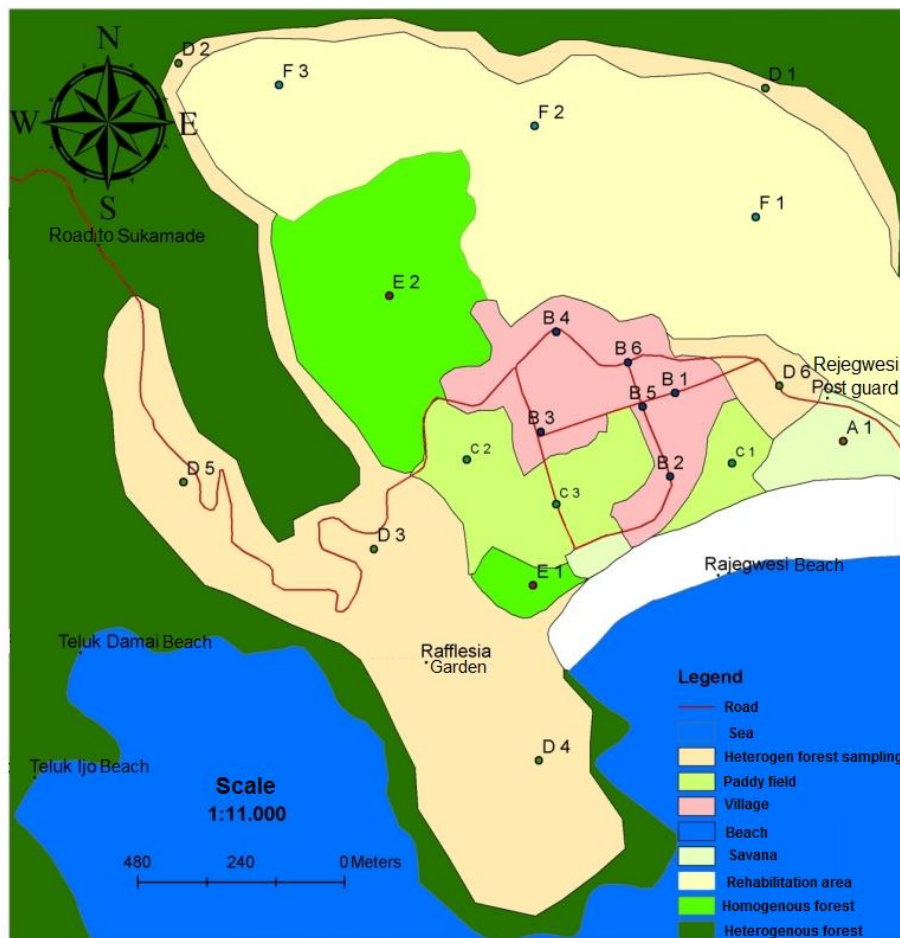 N
W E
S
D 2
D 1
F 3
F 2
F 1
Road to Sukamade
E 2
B 4
B 6
Rejegwesi
Post guard
D 6
B 1
B 5
B 3
A 1
C 2
C 1
B 2
D 5
C 3
D 3
E 1
Rajegwesi Beach
Teluk Damai Beach
Rafflesia
Garden
D 4
Teluk Ijo Beach
Scale
1:11.000
480 240 0 Meters
Legend
Road
Sea
Heterogen forest sampling
Paddy field
Village
Beach
Savana
Rehabilitation area
Homogenous forest
Heterogenous forest